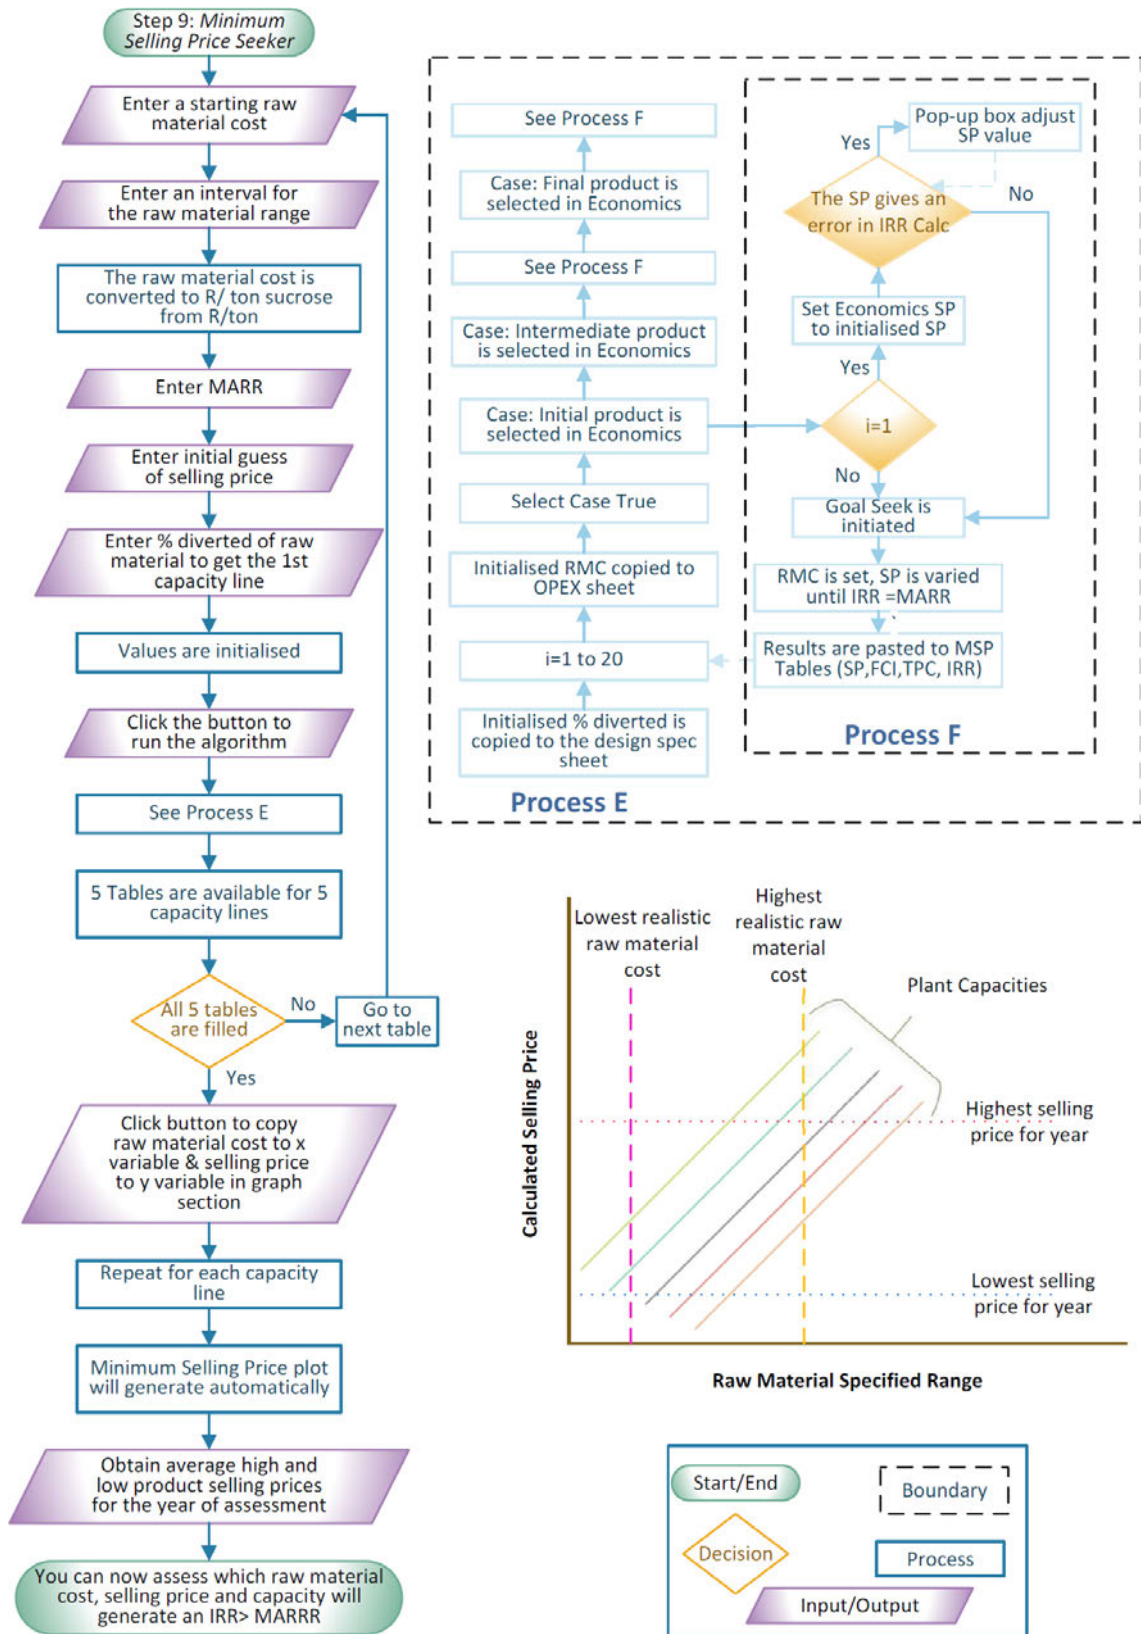 Step 9: Minimum
Selling Price Seeker
Enter a starting raw
material cost
Enter an interval for
the raw material range
The raw material cost is
converted to R/ ton sucrose
from R/ton
Enter MARR
Enter initial guess
of selling price
Enter % diverted of raw
material to get the 1st
capacity line
Values are initialised
Click the button to
run the algorithm
See Process E
5 Tables are available for 5
capacity lines
All 5 tables
are filled
No
Go to
next table
Yes
Click button to copy
raw material cost to x
variable & selling price
to y variable in graph
section
Repeat for each capacity
line
Minimum Selling Price plot
will generate automatically
Obtain average high and
low product selling prices
for the year of assessment
You can now assess which raw material
cost, selling price and capacity will
generate an IRR> MARRR
See Process F
Case: Final product is
selected in Economics
See Process F
Case: Intermediate product
is selected in Economics
Case: Initial product is
selected in Economics
Select Case True
Initialised RMC copied to
OPEX sheet
i=1 to 20
Initialised % diverted is
copied to the design spec
sheet
Process E
Pop-up box adjust
SP value
Yes
The SP gives an
error in IRR Calc
No
Set Economics SP
to initialised SP
Yes
i=1
No
Goal Seek is
initiated
RMC is set, SP is varied
until IRR =MARR
Results are pasted to MSP
Tables (SP,FCI,TPC, IRR)
Process F
Lowest realistic
raw material
cost
Highest
realistic raw
material
cost
Plant Capacities
Calculated Selling Price
Highest selling
price for year
Lowest selling
price for year
Raw Material Specified Range
Start/End
Boundary
Decision
Process
Input/Output